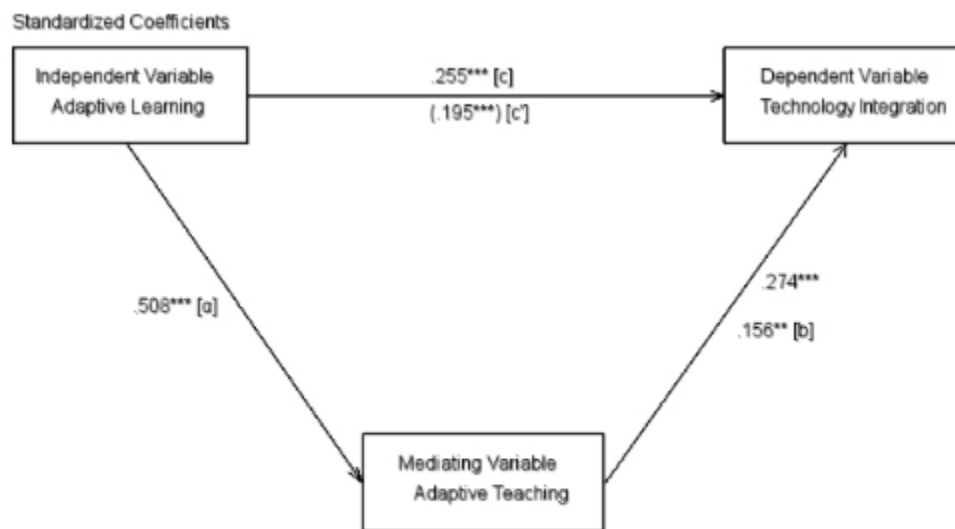 Standardized Coefficients
Independent Variable
Adaptive Learning
.255*** [c]
(.195***) [c']
Dependent Variable
Technology Integration
.508*** [a]
.274***
.156** [b]
Mediating Variable
Adaptive Teaching